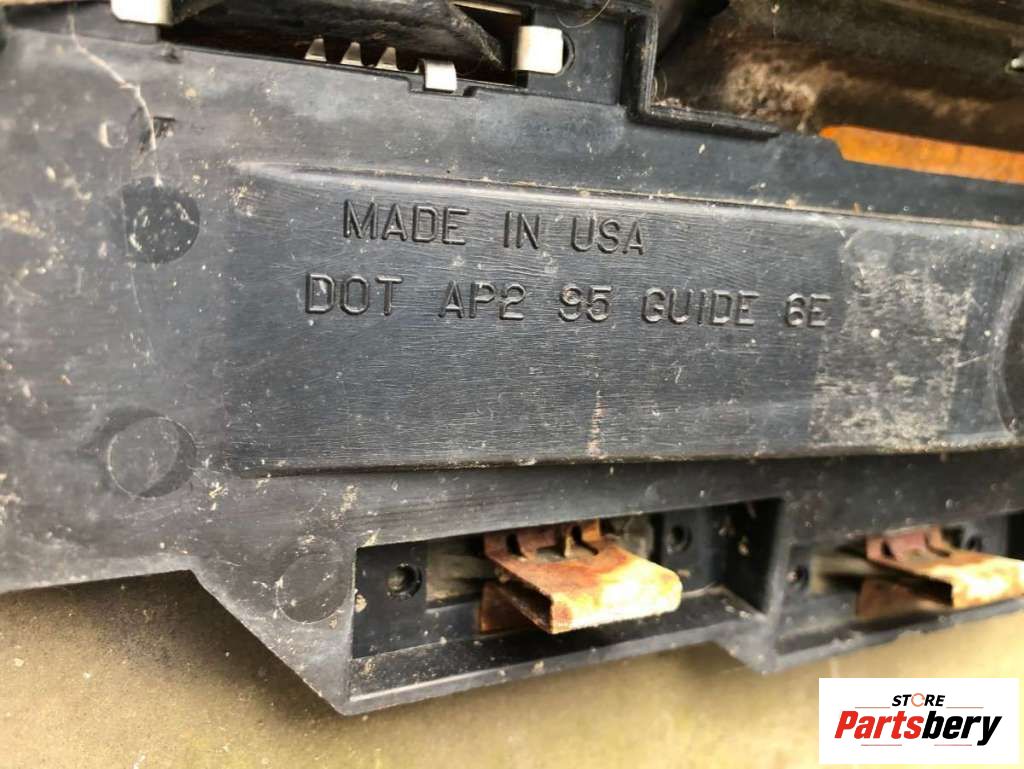 MADE IN USA
DOT AP2 95 GUIDE 6E
STORE
Partsbery